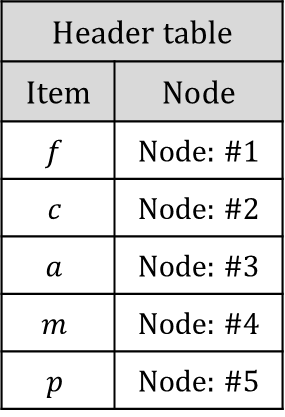 Header table
Item Node
f Node: #1
c Node: #2
a Node: #3
m Node: #4
p Node: #5